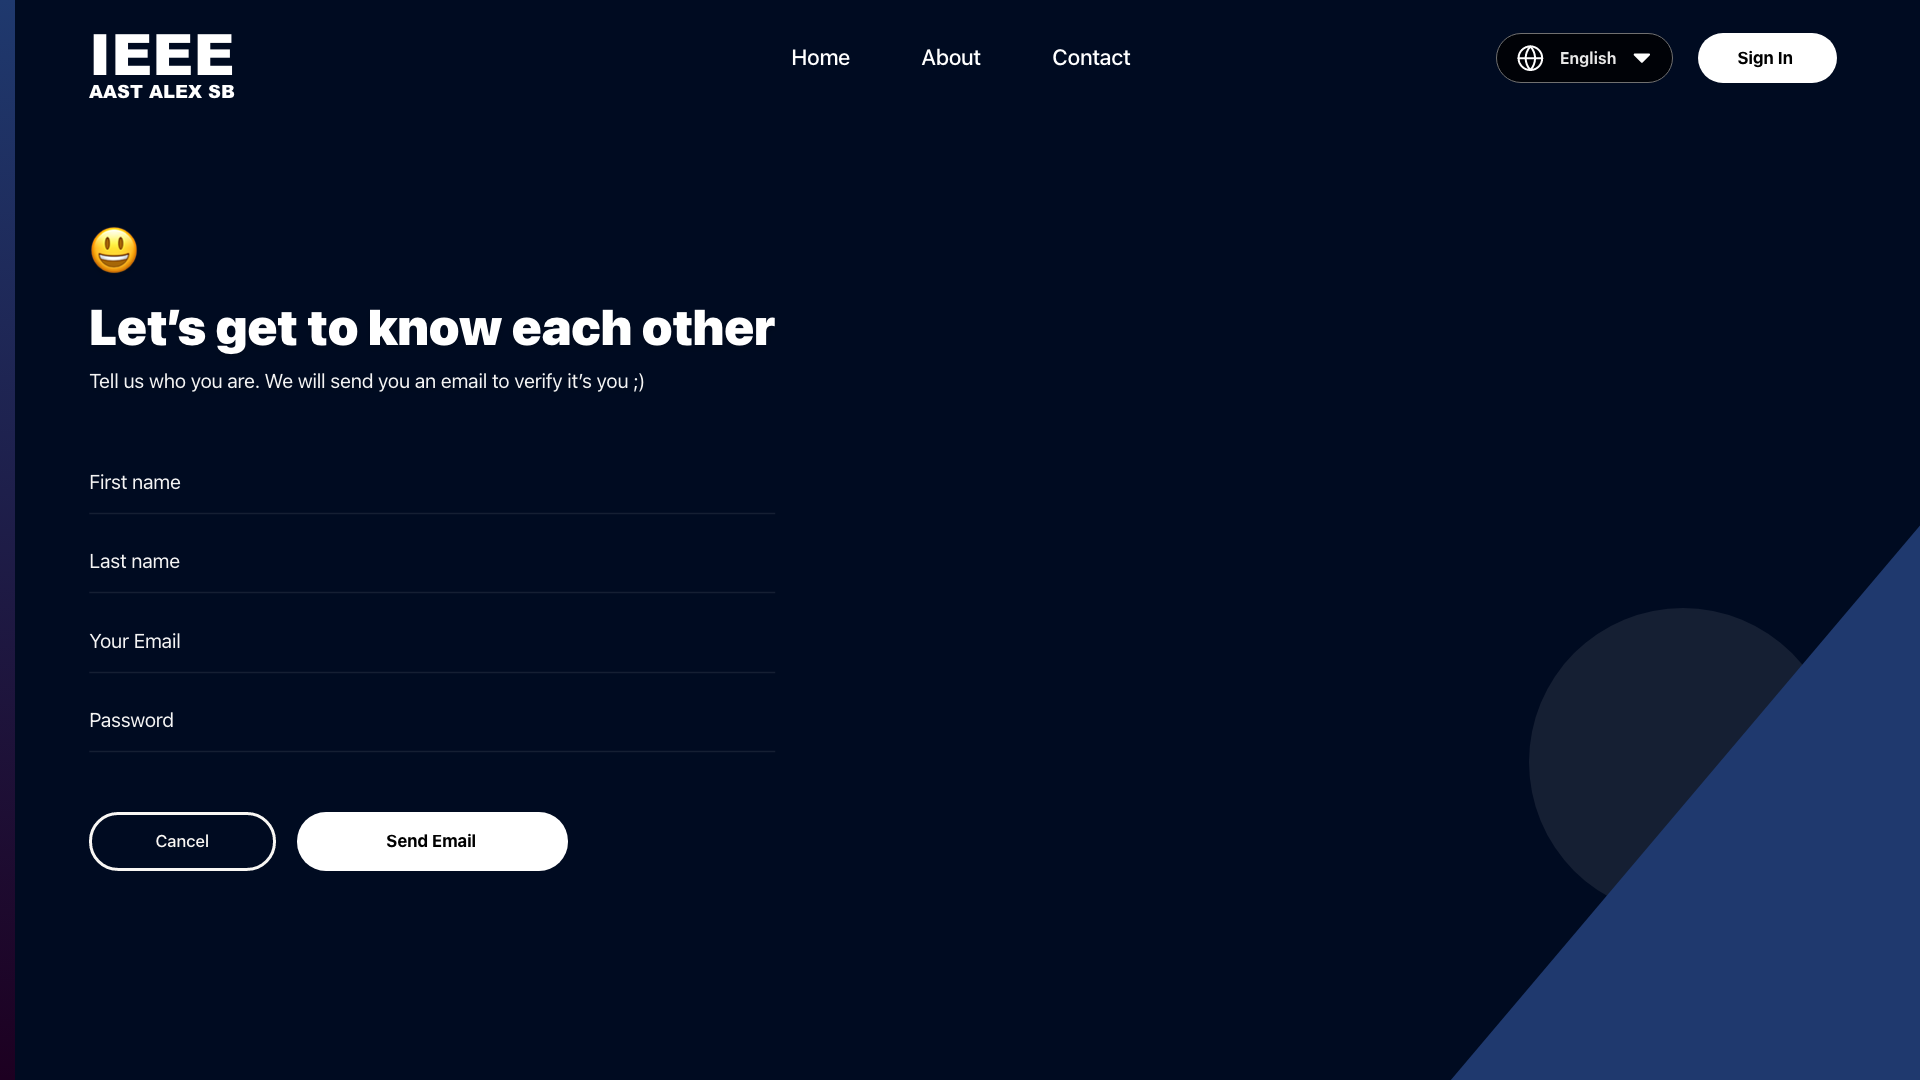 IEEE
AAST ALEX SB
Home
About
Contact
English
Sign In
Let’s get to know each other
Tell us who you are. We will send you an email to verify it’s you ;)
First name
Last name
Your Email
Password
Cancel
Send Email